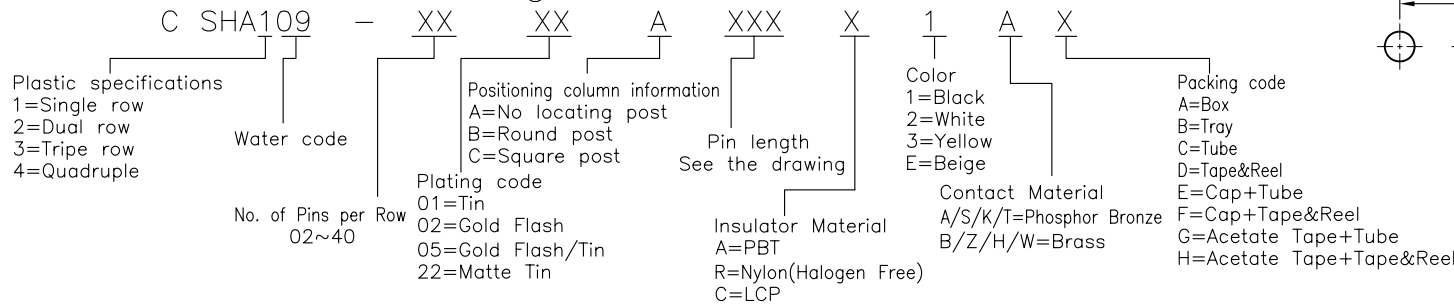 C SHA109 - XX XX A XXX X 1 A X
Plastic specifications
1=Single row
2=Dual row
3=Tripe row
4=Quadruple
Water code
No. of Pins per Row
02~40
Plating code
01=Tin
02=Gold Flash
05=Gold Flash/Tin
22=Matte Tin
Positioning column information
A=No locating post
B=Round post
C=Square post
Pin length
See the drawing
Insulator Material
A=PBT
R=Nylon(Halogen Free)
C=LCP
Color
1=Black
2=White
3=Yellow
E=Beige
Contact Material
A/S/K/T=Phosphor Bronze
B/Z/H/W=Brass
Packing code
A=Box
B=Tray
C=Tube
D=Tape&Reel
E=Cap+Tube
F=Cap+Tape&Reel
G=Acetate Tape+Tube
H=Acetate Tape+Tape&Reel